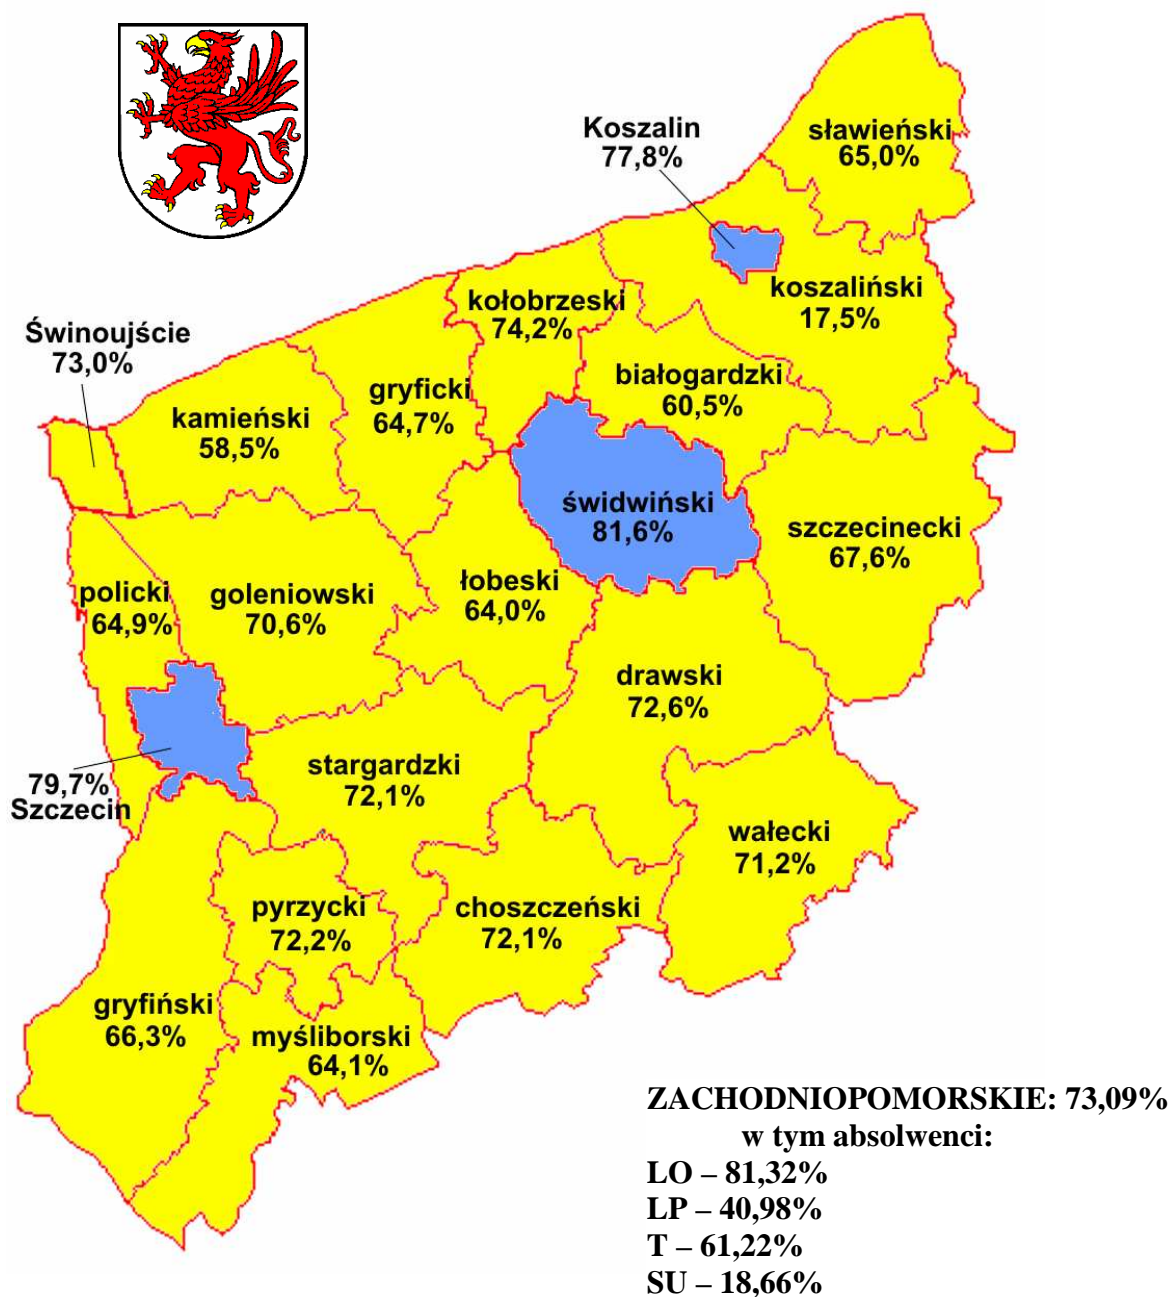 Koszalin
77,8%
sławieński
65,0%
koszaliński
17,5%
kołobrzeski
74,2%
Świnoujście
73,0%
gryficki
64,7%
białogardzki
60,5%
kamieński
58,5%
świdwiński
81,6%
szczecinecki
67,6%
policki
64,9%
goleniowski
70,6%
łobeski
64,0%
drawski
72,6%
79,7%
Szczecin
stargardzki
72,1%
wałecki
71,2%
pyrzycki
72,2%
choszczeński
72,1%
gryfiński
66,3%
myśliborski
64,1%
ZACHODNIOPOMORSKIE: 73,09%
w tym absolwenci:
LO – 81,32%
LP – 40,98%
T – 61,22%
SU – 18,66%